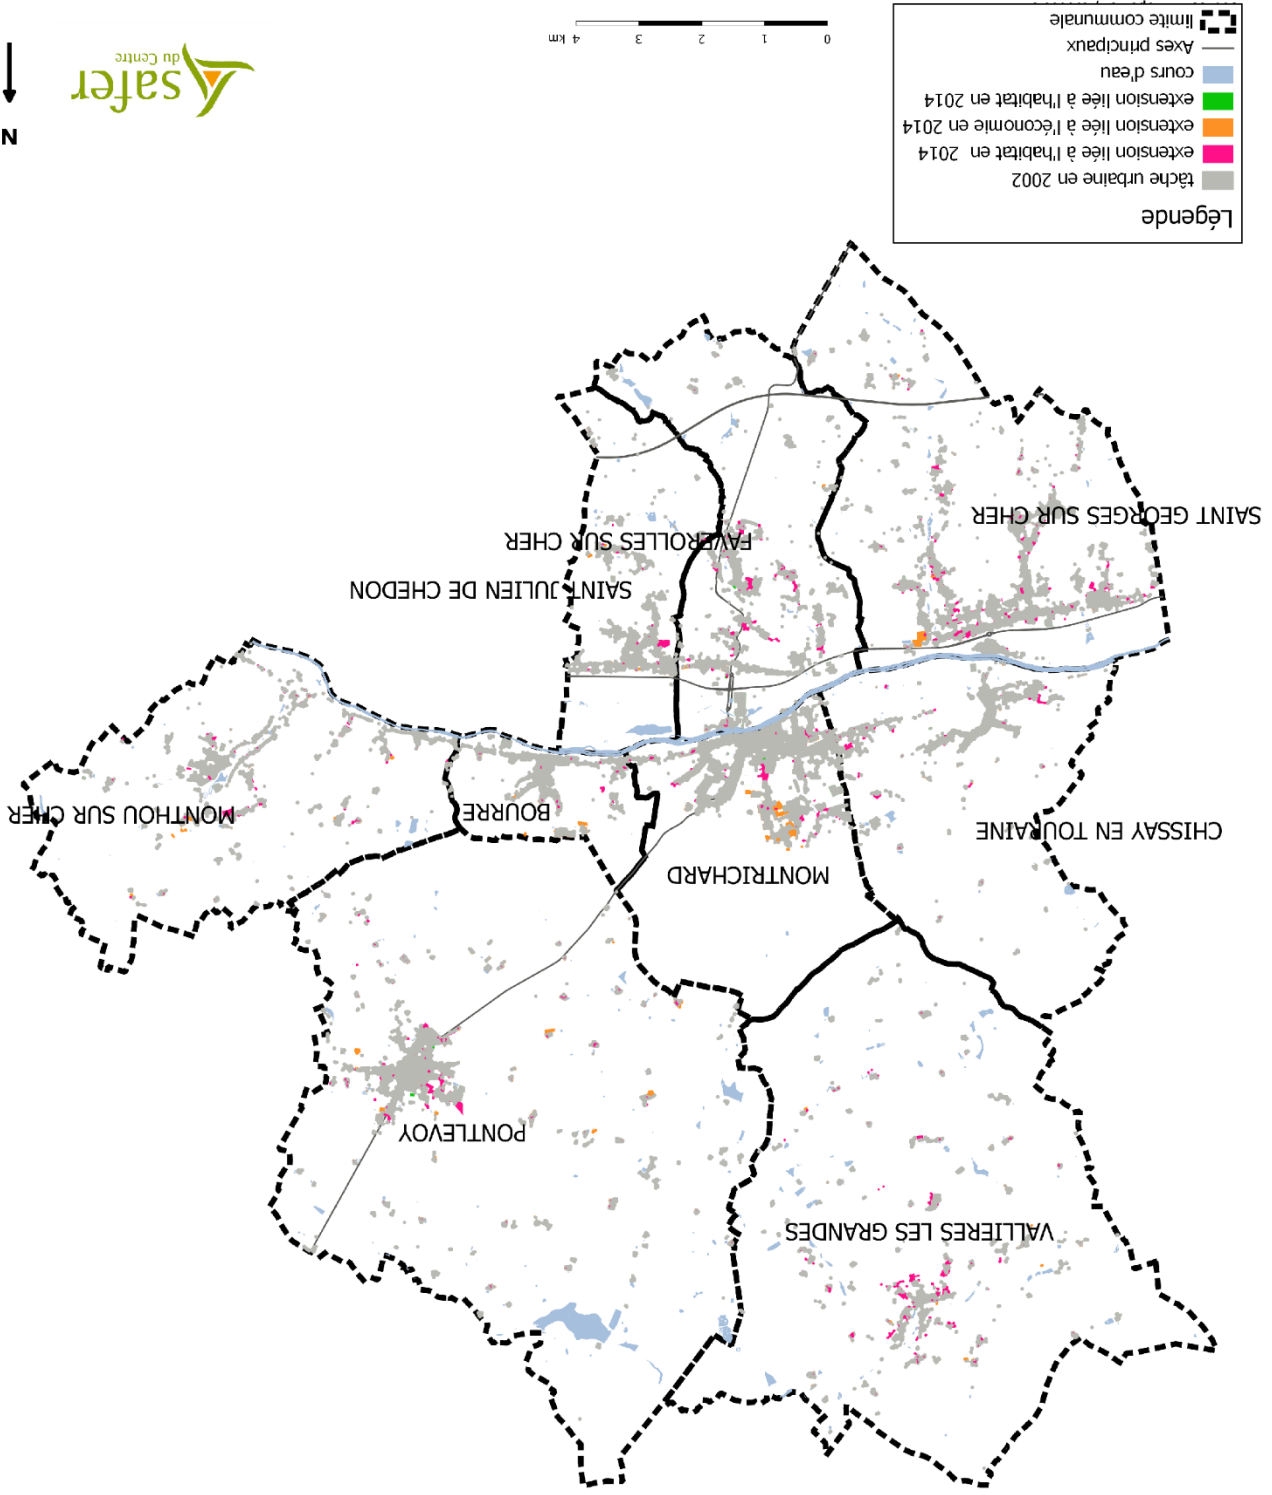 VALLIERES LES GRANDES
PONTLEVOY
MONTRICHARD
CHISSAY EN TOURAINE
BOURRE
MONTHOU SUR CHER
SAINT JULIEN DE CHEDON
FAVEROLLES SUR CHER
SAINT GEORGES SUR CHER
Légende
tâche urbaine en 2002
extension liée à l'habitat en 2014
extension liée à l'économie en 2014
extension liée à l'habitat en 2014
cours d'eau
Axes principaux
limite communale
0 1 2 3 4 km
safer
du Centre
N